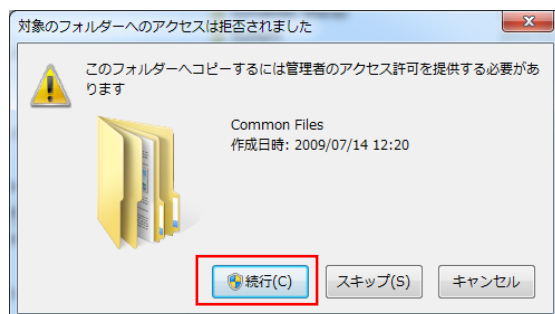 対象のフォルダーへのアクセスは拒否されました
このフォルダーへコピーするには管理者のアクセス許可を提供する必要があ
ります
Common Files
作成日時: 2009/07/14 12:20
続行(C)
スキップ(S)
キャンセル